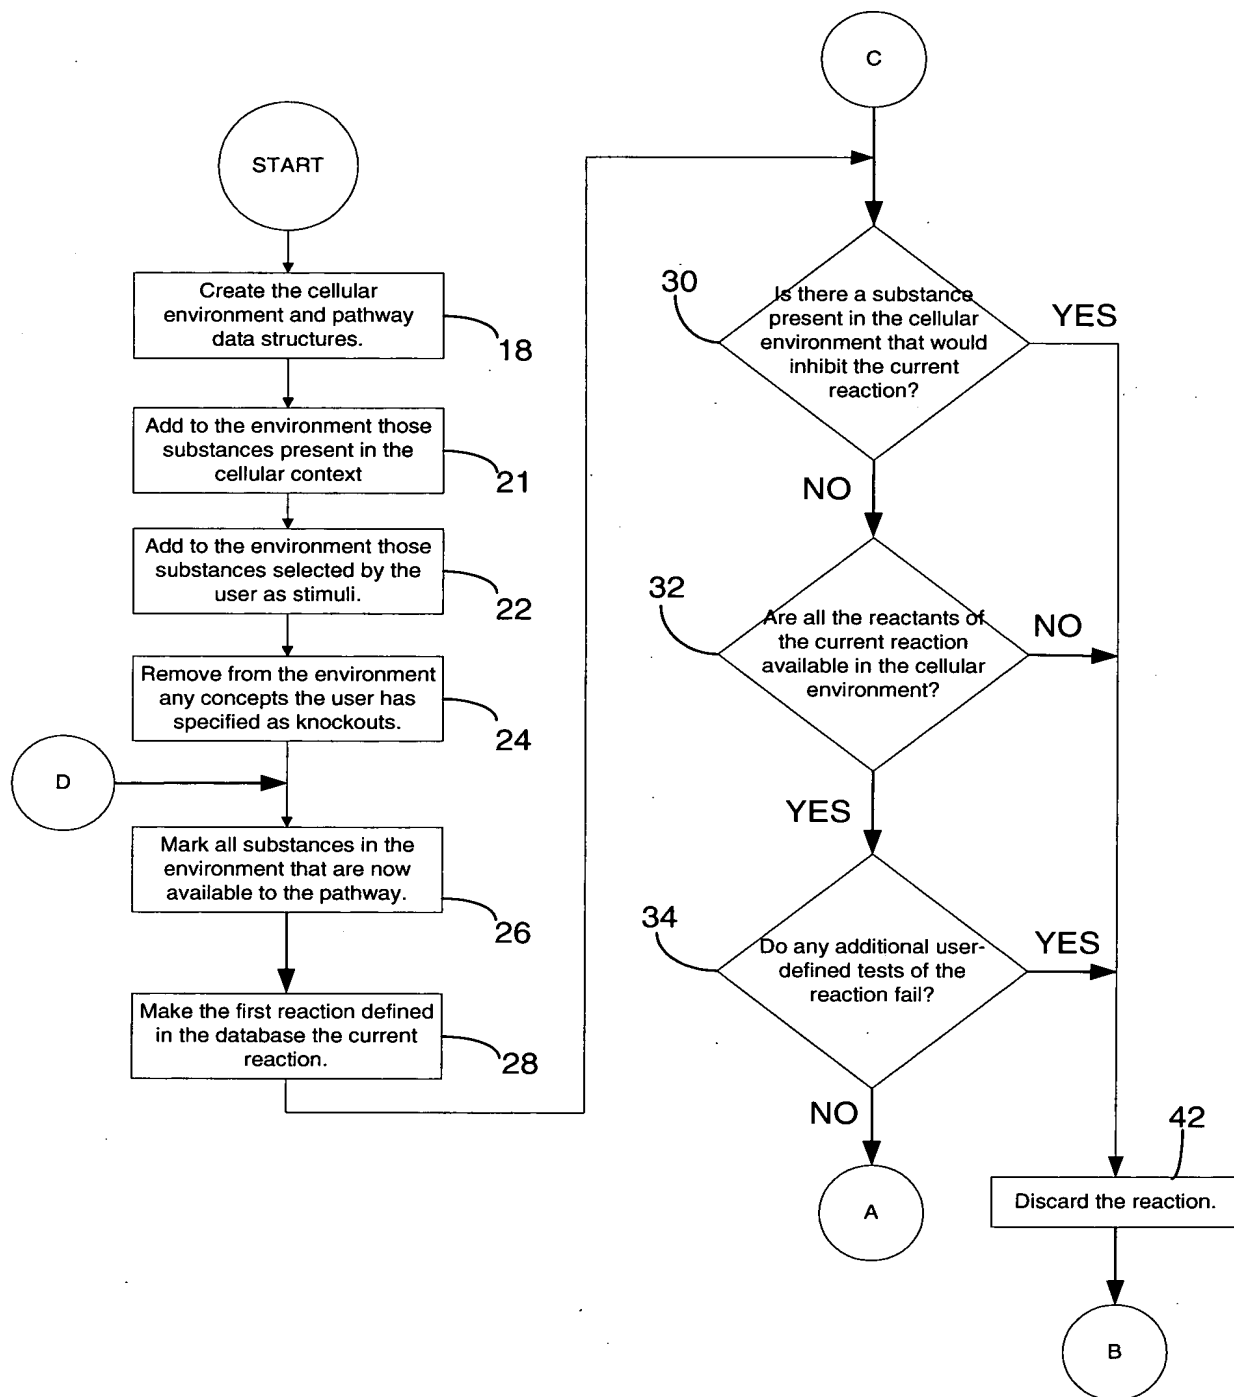 START
Create the cellular
environment and pathway
data structures.
18
Add to the environment those
substances present in the
cellular context
21
Add to the environment those
substances selected by the
user as stimuli.
22
Remove from the environment
any concepts the user has
specified as knockouts.
24
D
Mark all substances in the
environment that are now
available to the pathway.
26
Make the first reaction defined
in the database the current
reaction.
28
C
30
Is there a substance
present in the cellular
environment that would
inhibit the current
reaction?
YES
NO
32
Are all the reactants of
the current reaction
available in the cellular
environment?
NO
YES
34
Do any additional user-
defined tests of the
reaction fail?
YES
NO
A
42
Discard the reaction.
B